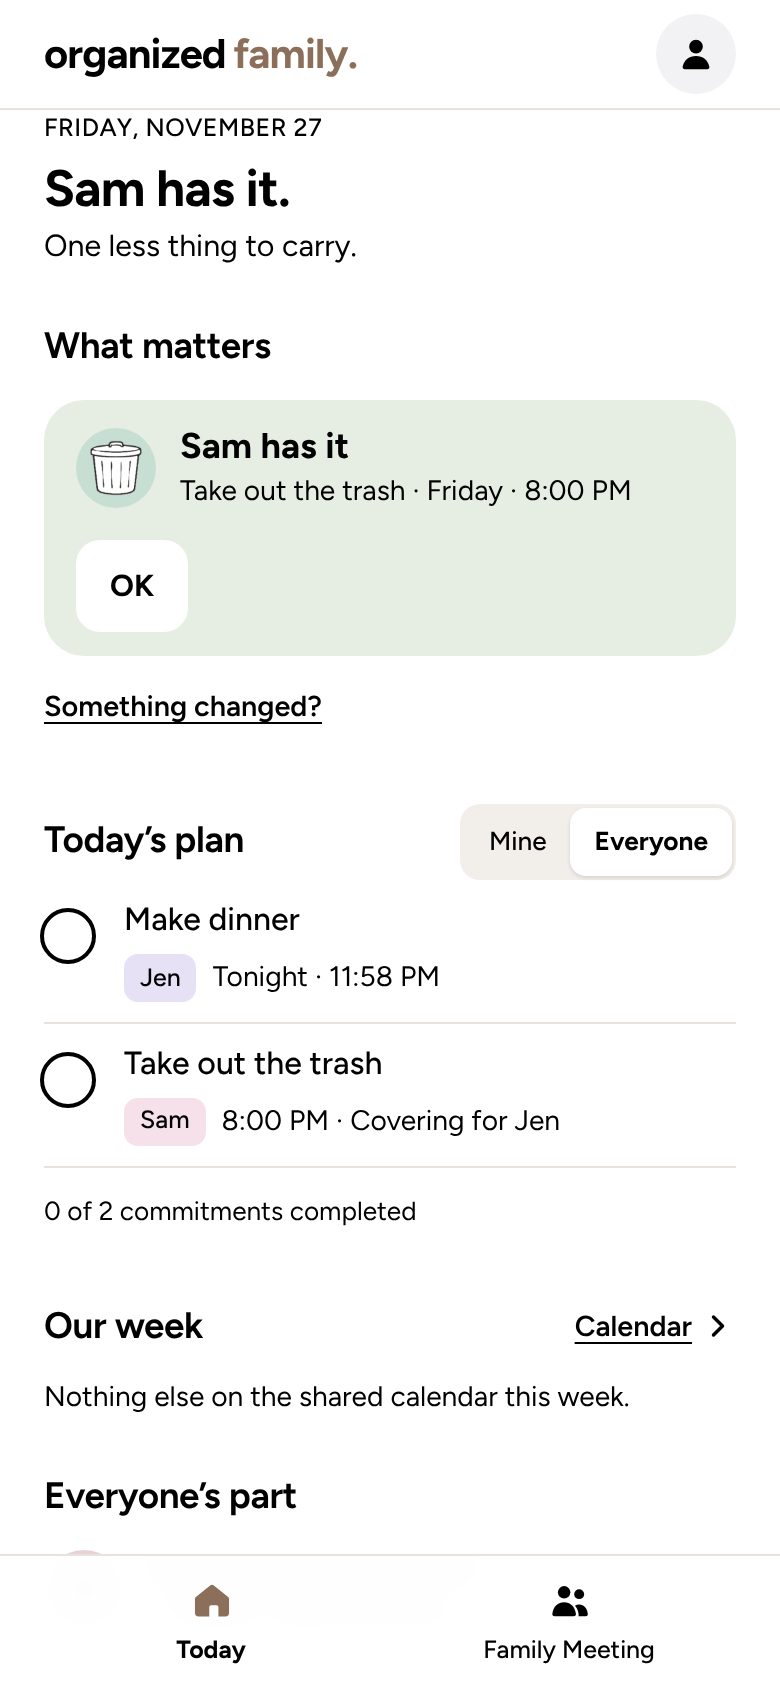 organized family.
FRIDAY, NOVEMBER 27
Sam has it.
One less thing to carry.
What matters
Sam has it
Take out the trash · Friday · 8:00 PM
OK
Something changed?
Today’s plan
Mine
Everyone
Make dinner
Jen
Tonight · 11:58 PM
Take out the trash
Sam
8:00 PM · Covering for Jen
0 of 2 commitments completed
Our week
Calendar
Nothing else on the shared calendar this week.
Everyone’s part
Today
Family Meeting